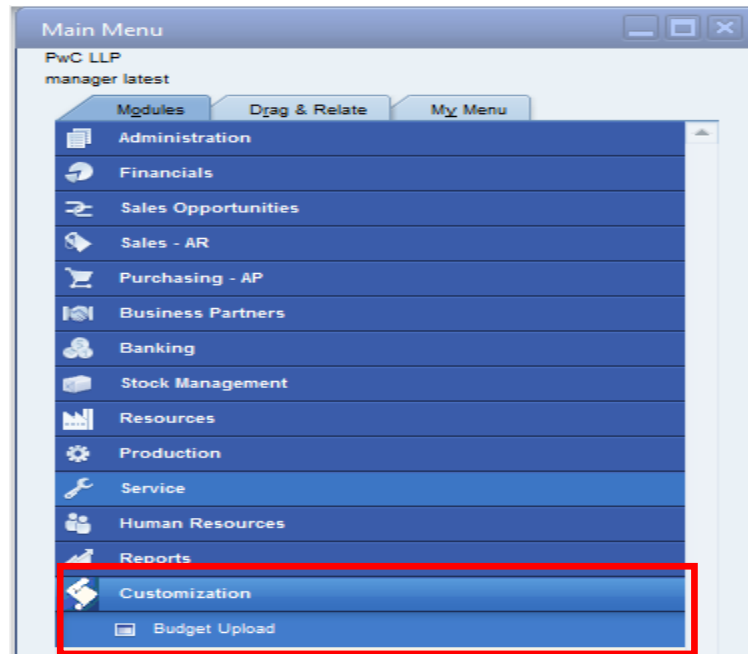 Main Menu
PwC LLP
manager latest
Modules Drag & Relate My Menu
Administration
Financials
Sales Opportunities
Sales - AR
Purchasing - AP
Business Partners
Banking
Stock Management
Resources
Production
Service
Human Resources
Reports
Customization
Budget Upload